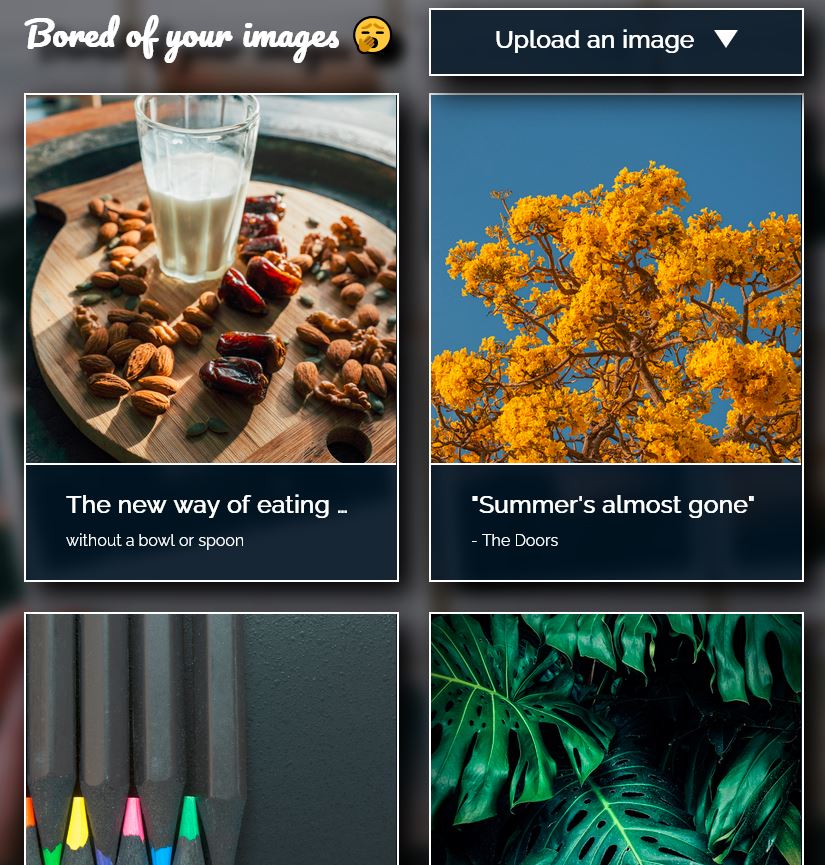 Bored of your images 🥱
Upload an image ▼
The new way of eating ...
without a bowl or spoon
"Summer's almost gone"
- The Doors